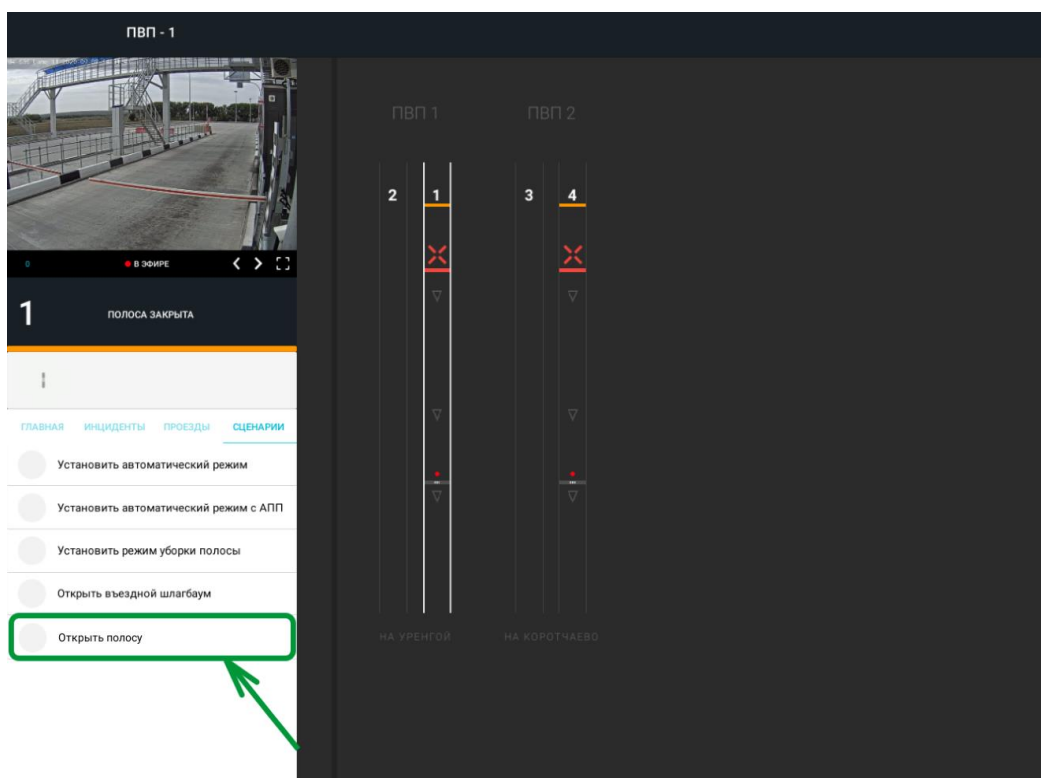 ПВП - 1
В ЭФИРЕ
1 ПОЛОСА ЗАКРЫТА
ГЛАВНАЯ ИНЦИДЕНТЫ ПРОЕЗДЫ СЦЕНАРИИ
Установить автоматический режим
Установить автоматический режим с АПП
Установить режим уборки полосы
Открыть въездной шлагбаум
Открыть полосу
ПВП 1 ПВП 2
2 1 3 4
НА УРЕНГОЙ НА КОРОТЧАЕВО